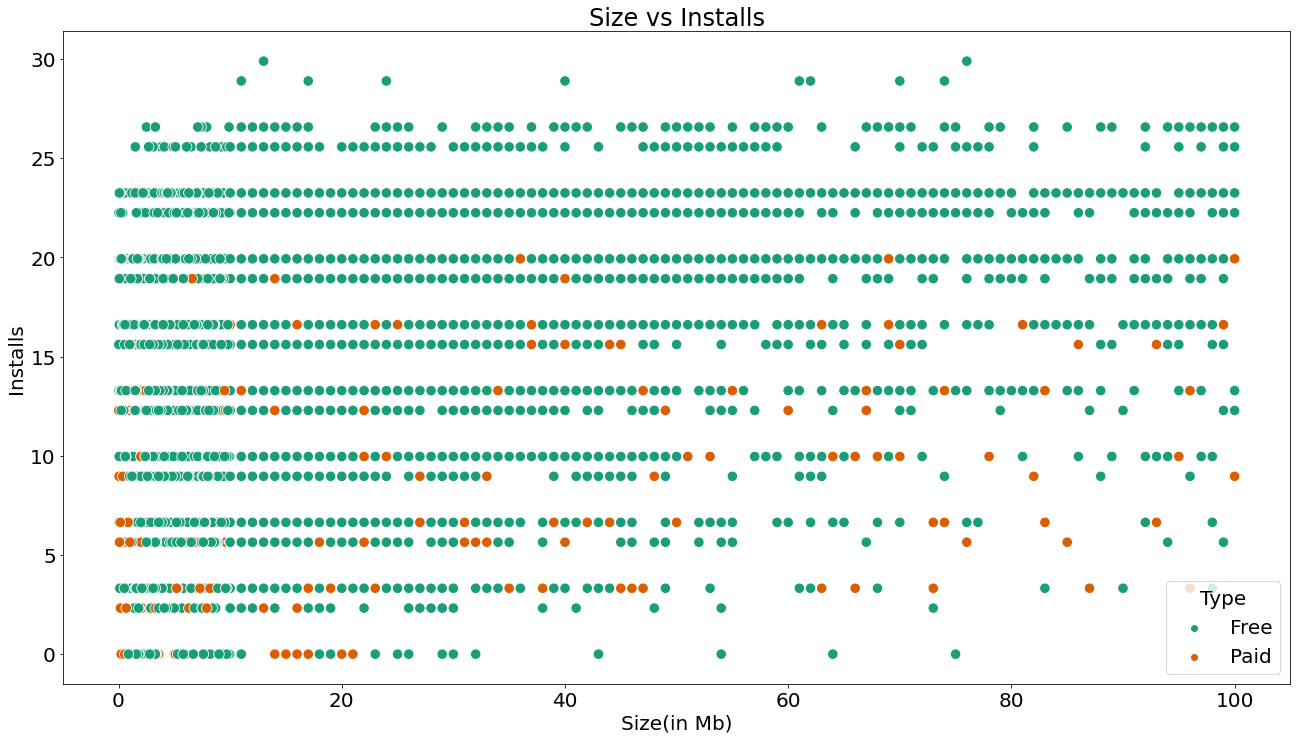 Size vs Installs
Installs
30
25
20
15
10
5
0
0 20 40 60 80 100
Size(in Mb)
Type
Free
Paid